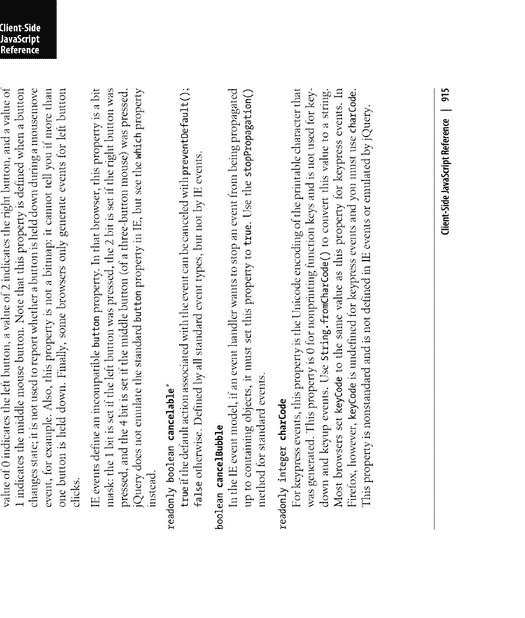 Client-Side
JavaScript
Reference
value of 0 indicates the left button, a value of 2 indicates the right button, and a value of
1 indicates the middle mouse button. Note that this property is defined when a button
changes state; it is not used to report whether a button is held down during a mousemove
event, for example. Also, this property is not a bitmap: it cannot tell you if more than
one button is held down. Finally, some browsers only generate events for left button
clicks.
IE events define an incompatible button property. In that browser, this property is a bit
mask: the 1 bit is set if the left button was pressed, the 2 bit is set if the right button was
pressed, and the 4 bit is set if the middle button (of a three-button mouse) was pressed.
jQuery does not emulate the standard button property in IE, but see the which property
instead.
readonly boolean cancelable
true if the default action associated with the event can be canceled with preventDefault();
false otherwise. Defined by all standard event types, but not by IE events.
boolean cancelBubble
In the IE event model, if an event handler wants to stop an event from being propagated
up to containing objects, it must set this property to true. Use the stopPropagation()
method for standard events.
readonly integer charCode
For keypress events, this property is the Unicode encoding of the printable character that
was generated. This property is 0 for nonprinting function keys and is not used for key-
down and keyup events. Use String.fromCharCode() to convert this value to a string.
Most browsers set keyCode to the same value as this property for keypress events. In
Firefox, however, keyCode is undefined for keypress events and you must use charCode.
This property is nonstandard and is not defined in IE events or emulated by jQuery.
Client-Side JavaScript Reference | 915